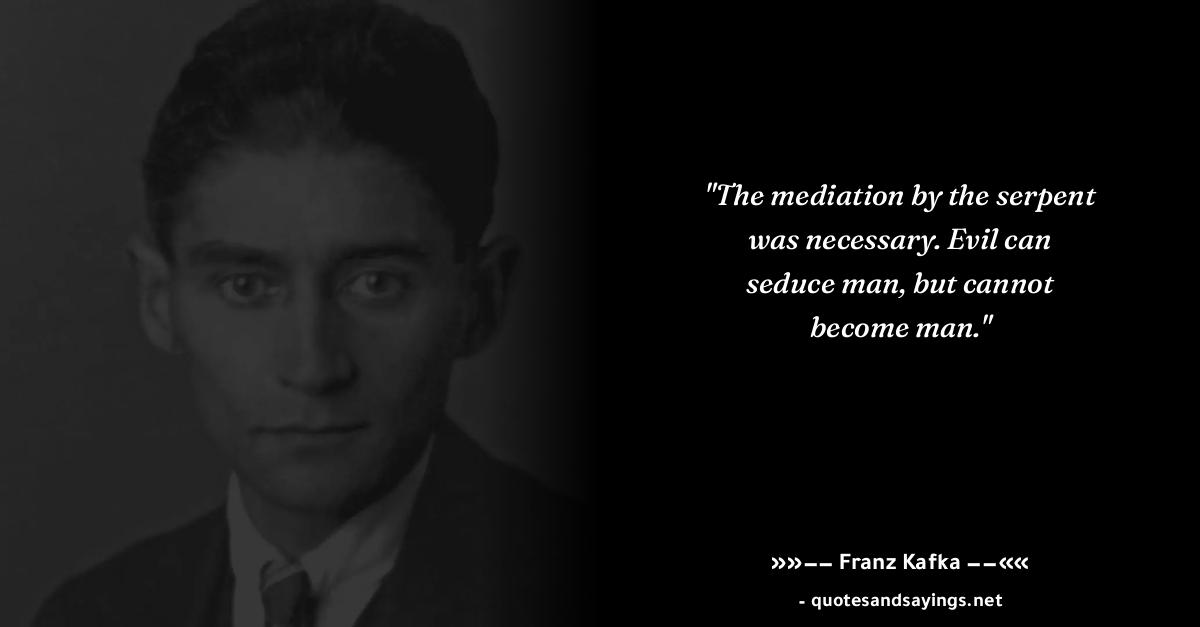 "The mediation by the serpent
was necessary. Evil can
seduce man, but cannot
become man."
»»–– Franz Kafka ––««
- quotesandsayings.net